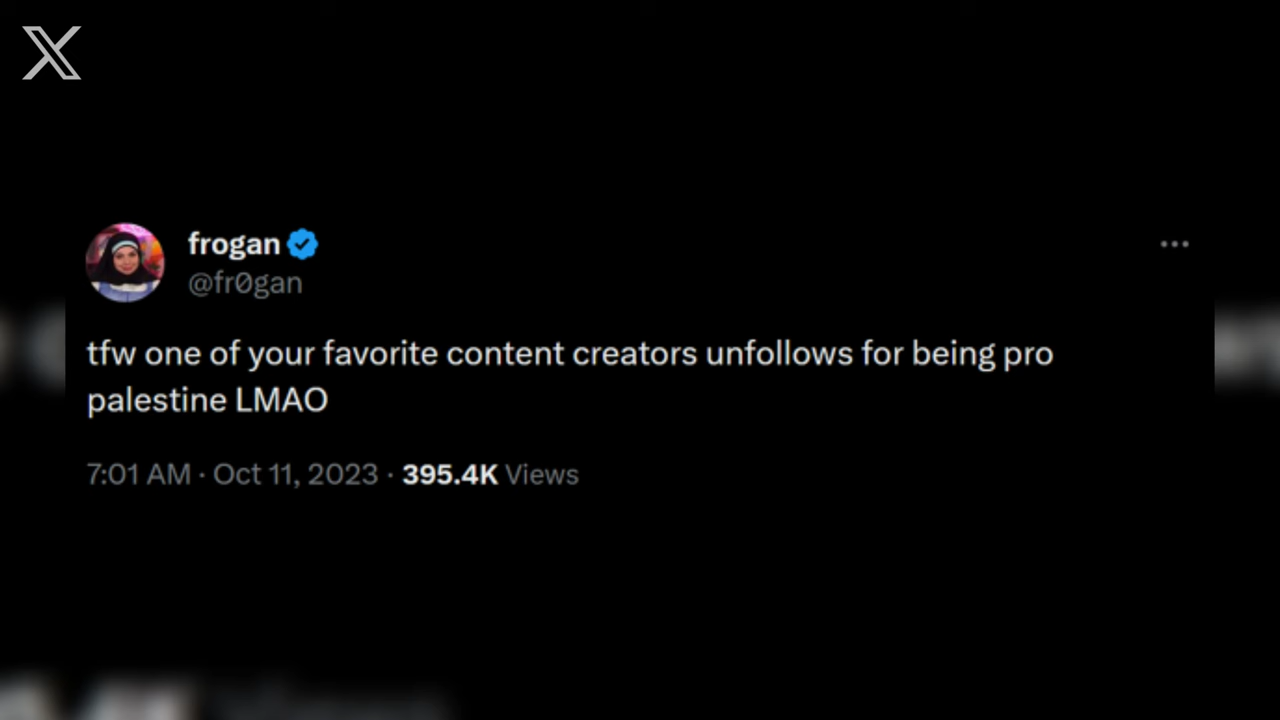 frogan
@fr0gan
tfw one of your favorite content creators unfollows for being pro
palestine LMAO
7:01 AM · Oct 11, 2023 · 395.4K Views